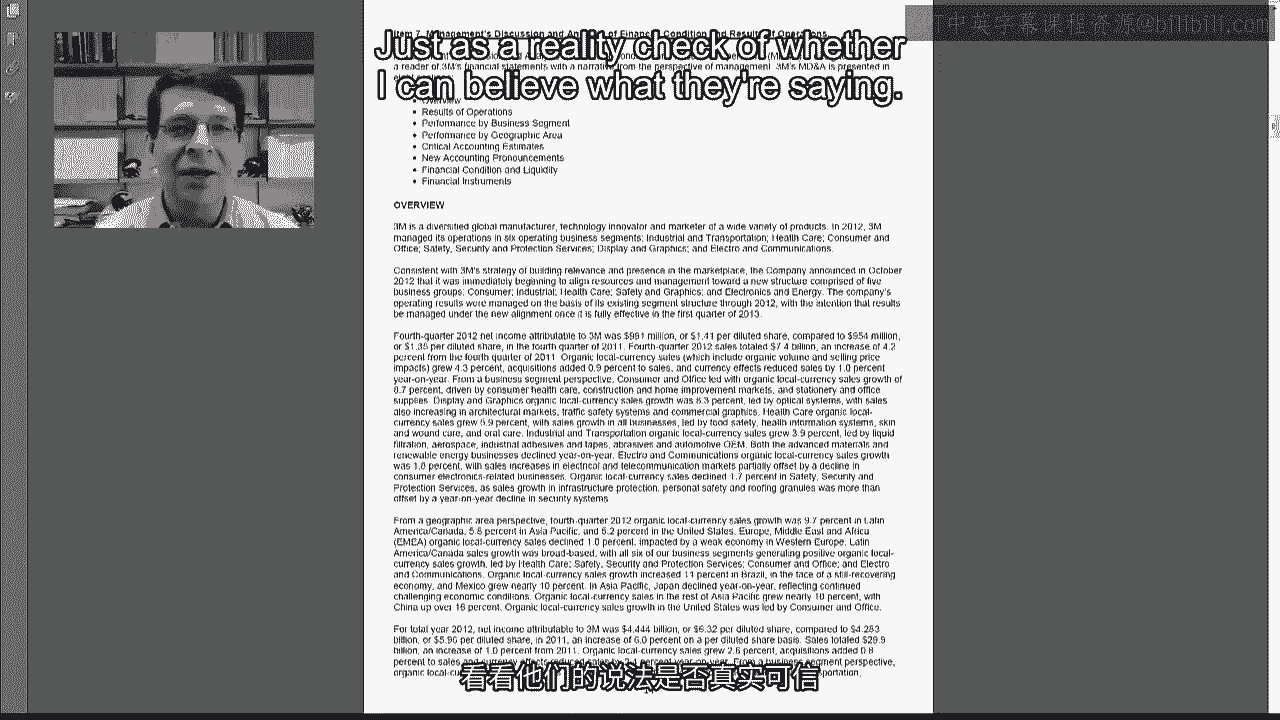 中英字幕课程资源@bilibili.com
Item 7. Management's Discussion and Analysis of Financial Condition and Results of Operations.
Just as a reality check of whether
I can believe what they're saying.
a reader of 3M's financial statements with a narrative from the perspective of management. 3M's MD&A is presented in
• Overview
• Results of Operations
• Performance by Business Segment
• Performance by Geographic Area
• Critical Accounting Estimates
• New Accounting Pronouncements
• Financial Condition and Liquidity
• Financial Instruments
OVERVIEW
3M is a diversified global manufacturer, technology innovator and marketer of a wide variety of products. In 2012, 3M
managed its operations in six operating business segments: Industrial and Transportation; Health Care; Consumer and
Office; Safety, Security and Protection Services; Display and Graphics; and Electro and Communications.
Consistent with 3M's strategy of building relevance and presence in the marketplace, the Company announced in October
2012 that it was immediately beginning to align resources and management toward a new structure comprised of five
business groups: Consumer; Industrial; Health Care; Safety and Graphics; and Electronics and Energy. The company's
operating results were managed on the basis of its existing segment structure through 2012, with the intention that results
be managed under the new alignment once it is fully effective in the first quarter of 2013.
Fourth-quarter 2012 net income attributable to 3M was $991 million, or $1.41 per diluted share, compared to $954 million,
or $1.35 per diluted share, in the fourth quarter of 2011. Fourth-quarter 2012 sales totaled $7.4 billion, an increase of 4.2
percent from the fourth quarter of 2011. Organic local-currency sales (which include organic volume and selling price
impacts) grew 4.3 percent, acquisitions added 0.9 percent to sales, and currency effects reduced sales by 1.0 percent
year-on-year. From a business segment perspective, Consumer and Office led with organic local-currency sales growth of
6.7 percent, driven by consumer health care, construction and home improvement markets, and stationery and office
supplies. Display and Graphics organic local-currency sales growth was 6.3 percent, led by optical systems, with sales
also increasing in architectural markets, traffic safety systems and commercial graphics. Health Care organic local-
currency sales grew 5.9 percent, with sales growth in all businesses, led by food safety, health information systems, skin
and wound care, and oral care. Industrial and Transportation organic local-currency sales grew 3.9 percent, led by liquid
filtration, aerospace, industrial adhesives and tapes, abrasives and automotive OEM. Both the advanced materials and
renewable energy businesses declined year-on-year. Electro and Communications organic local-currency sales growth
was 1.8 percent, with sales increases in electrical and telecommunication markets partially offset by a decline in
consumer electronics-related businesses. Organic local-currency sales declined 1.7 percent in Safety, Security and
Protection Services, as sales growth in infrastructure protection, personal safety and roofing granules was more than
offset by a year-on-year decline in security systems.
From a geographic area perspective, fourth-quarter 2012 organic local-currency sales growth was 9.7 percent in Latin
America/Canada, 5.8 percent in Asia Pacific, and 5.2 percent in the United States. Europe, Middle East and Africa
(EMEA) organic local-currency sales declined 1.0 percent, impacted by a weak economy in Western Europe. Latin
America/Canada sales growth was broad-based, with all six of our business segments generating positive organic local-
currency sales growth, led by Health Care; Safety, Security and Protection Services; Consumer and Office; and Electro
and Communications. Organic local-currency sales growth increased 11 percent in Brazil, in the face of a still-recovering
economy, and Mexico grew nearly 10 percent. In Asia Pacific, Japan declined year-on-year, reflecting continued
challenging economic conditions. Organic local-currency sales in the rest of Asia Pacific grew nearly 10 percent, with
China up over 16 percent. Organic local-currency sales growth in the United States was led by Consumer and Office.
For total year 2012, net income attributable to 3M was $4.444 billion, or $6.32 per diluted share, compared to $4.283
billion, or $5.96 per diluted share, in 2011, an increase of 6.0 percent on a per diluted share basis. Sales totaled $29.9
billion, an increase of 1.0 percent from 2011. Organic local-currency sales grew 2.6 percent, acquisitions added 0.8
percent to sales, and currency effects reduced sales by 2.4 percent year-on-year. From a business segment perspective,
看看他们的说法是否真实可信